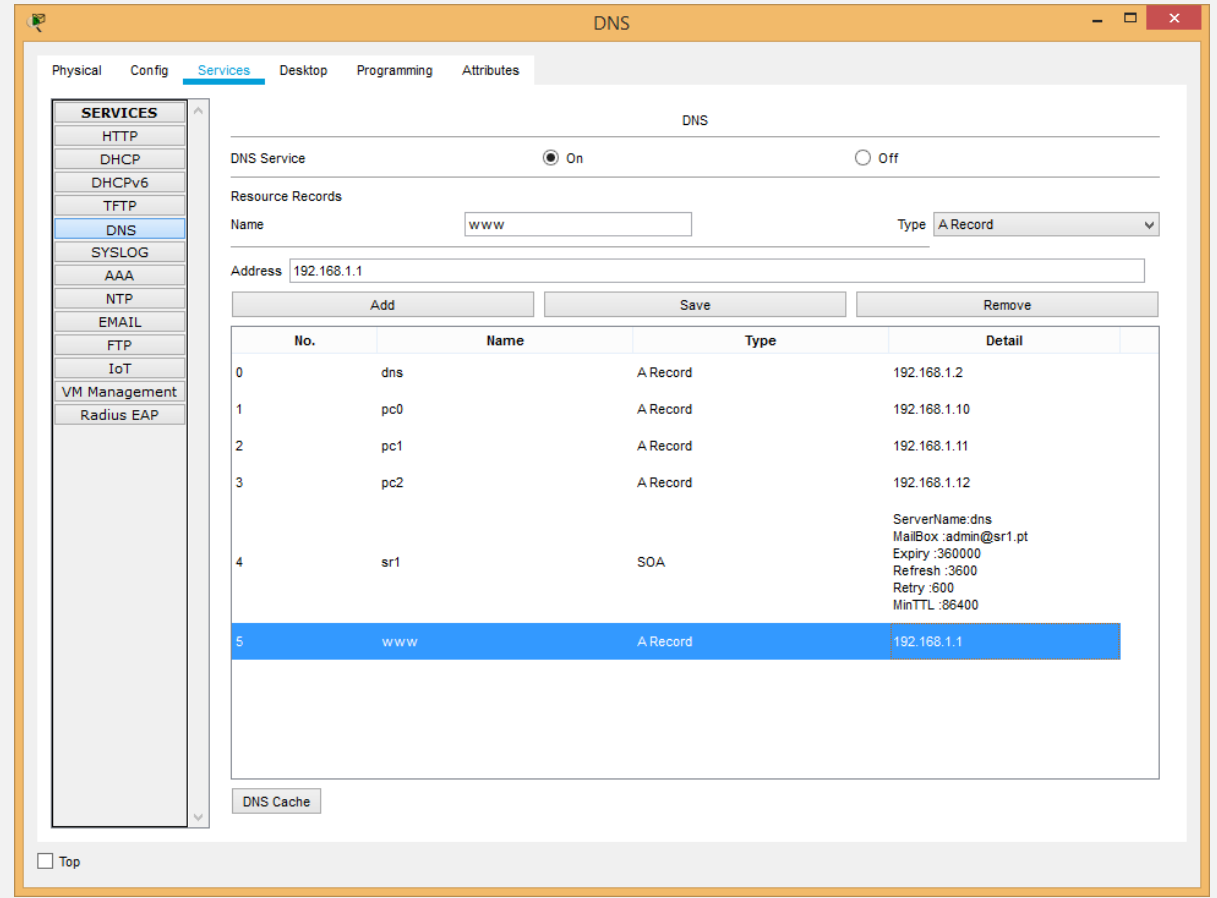 DNS
Physical Config Services Desktop Programming Attributes
SERVICES
HTTP
DHCP
DHCPv6
TFTP
DNS
SYSLOG
AAA
NTP
EMAIL
FTP
IoT
VM Management
Radius EAP
DNS
DNS Service On Off
Resource Records
Name www Type A Record
Address 192.168.1.1
Add Save Remove
No. Name Type Detail
0 dns A Record 192.168.1.2
1 pc0 A Record 192.168.1.10
2 pc1 A Record 192.168.1.11
3 pc2 A Record 192.168.1.12
ServerName:dns
MailBox :admin@sr1.pt
Expiry :360000
4 sr1 SOA
Refresh :3600
Retry :600
MinTTL :86400
5 www A Record 192.168.1.1
DNS Cache
Top